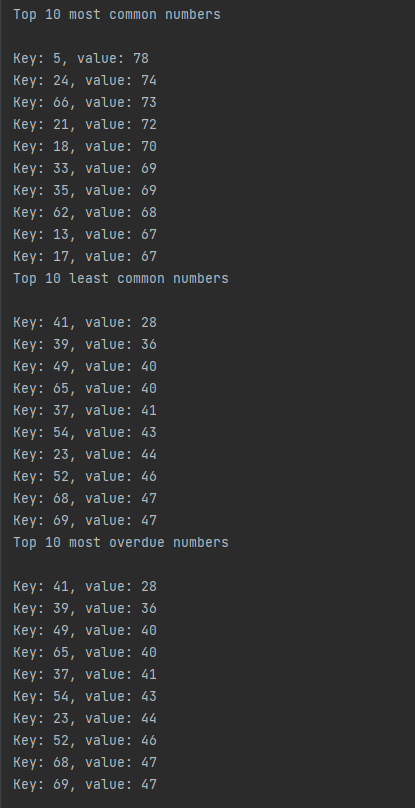 Top 10 most common numbers
Key: 5, value: 78
Key: 24, value: 74
Key: 66, value: 73
Key: 21, value: 72
Key: 18, value: 70
Key: 33, value: 69
Key: 35, value: 69
Key: 62, value: 68
Key: 13, value: 67
Key: 17, value: 67
Top 10 least common numbers
Key: 41, value: 28
Key: 39, value: 36
Key: 49, value: 40
Key: 65, value: 40
Key: 37, value: 41
Key: 54, value: 43
Key: 23, value: 44
Key: 52, value: 46
Key: 68, value: 47
Key: 69, value: 47
Top 10 most overdue numbers
Key: 41, value: 28
Key: 39, value: 36
Key: 49, value: 40
Key: 65, value: 40
Key: 37, value: 41
Key: 54, value: 43
Key: 23, value: 44
Key: 52, value: 46
Key: 68, value: 47
Key: 69, value: 47